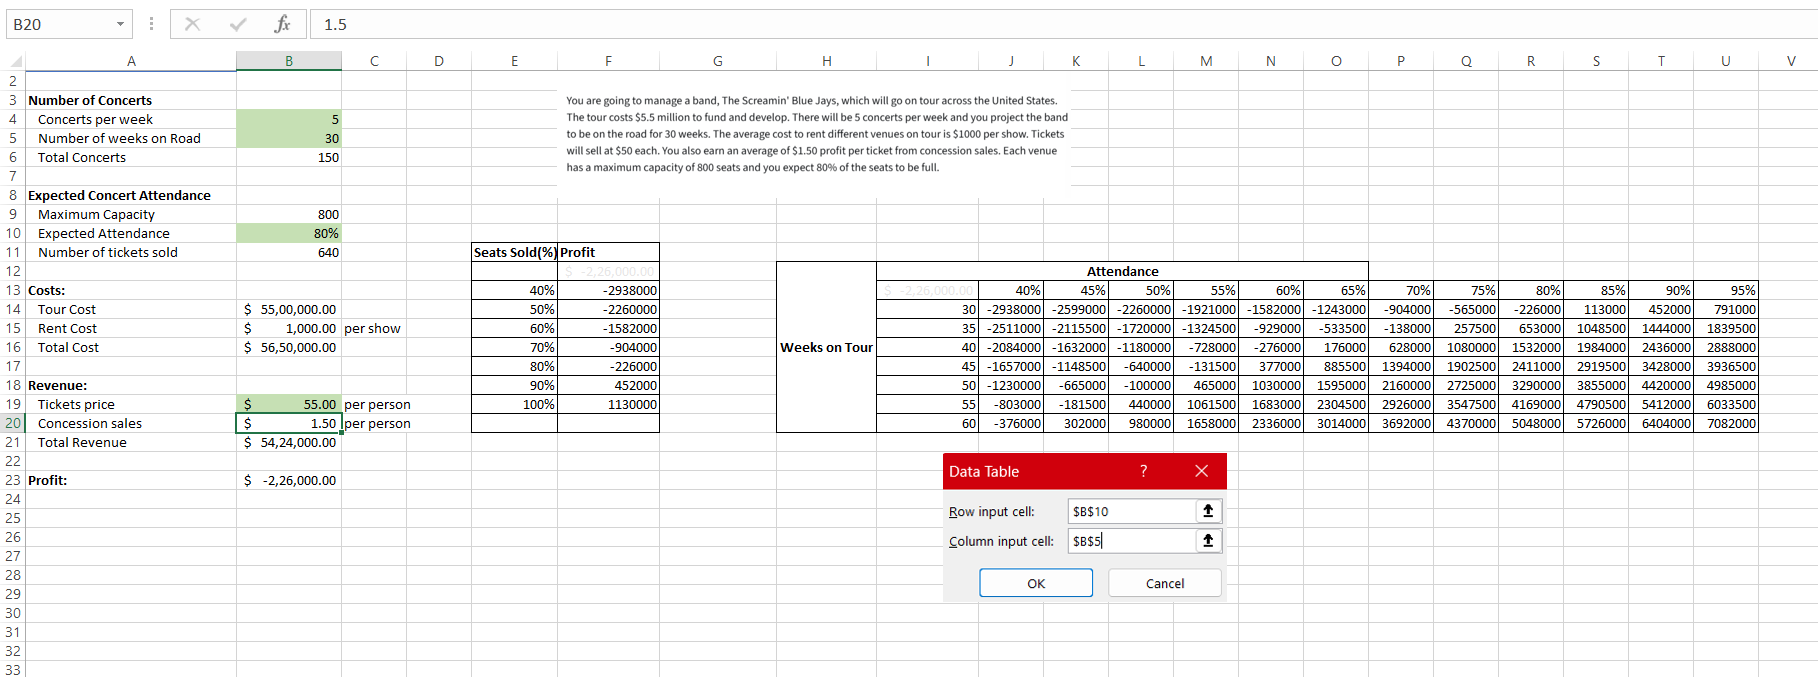 B20 fx 1.5
A B C D E F G H I J K L M N O P Q R S T U V
2
3 Number of Concerts
You are going to manage a band, The Screamin' Blue Jays, which will go on tour across the United States.
The tour costs $5.5 million to fund and develop. There will be 5 concerts per week and you project the band
to be on the road for 30 weeks. The average cost to rent different venues on tour is $1000 per show. Tickets
will sell at $50 each. You also earn an average of $1.50 profit per ticket from concession sales. Each venue
has a maximum capacity of 800 seats and you expect 80% of the seats to be full.
4 Concerts per week 5
5 Number of weeks on Road 30
6 Total Concerts 150
7
8 Expected Concert Attendance
9 Maximum Capacity 800
10 Expected Attendance 80%
11 Number of tickets sold 640 Seats Sold(%) Profit
12 $ -2,26,000.00 Attendance
13 Costs: 40% -2938000 $ -2,26,000.00 40% 45% 50% 55% 60% 65% 70% 75% 80% 85% 90% 95%
14 Tour Cost $ 55,00,000.00 50% -2260000 30 -2938000 -2599000 -2260000 -1921000 -1582000 -1243000 -904000 -565000 -226000 113000 452000 791000
15 Rent Cost $ 1,000.00 per show 60% -1582000 35 -2511000 -2115500 -1720000 -1324500 -929000 -533500 -138000 257500 653000 1048500 1444000 1839500
16 Total Cost $ 56,50,000.00 70% -904000 Weeks on Tour 40 -2084000 -1632000 -1180000 -728000 -276000 176000 628000 1080000 1532000 1984000 2436000 2888000
17 80% -226000 45 -1657000 -1148500 -640000 -131500 377000 885500 1394000 1902500 2411000 2919500 3428000 3936500
18 Revenue: 90% 452000 50 -1230000 -665000 -100000 465000 1030000 1595000 2160000 2725000 3290000 3855000 4420000 4985000
19 Tickets price $ 55.00 per person 100% 1130000 55 -803000 -181500 440000 1061500 1683000 2304500 2926000 3547500 4169000 4790500 5412000 6033500
20 Concession sales $ 1.50 per person 60 -376000 302000 980000 1658000 2336000 3014000 3692000 4370000 5048000 5726000 6404000 7082000
21 Total Revenue $ 54,24,000.00
22
23 Profit: $ -2,26,000.00
24
25
26
27
28
29
30
31
32
33
Data Table ?
Row input cell: $B$10
Column input cell: $B$5
OK Cancel